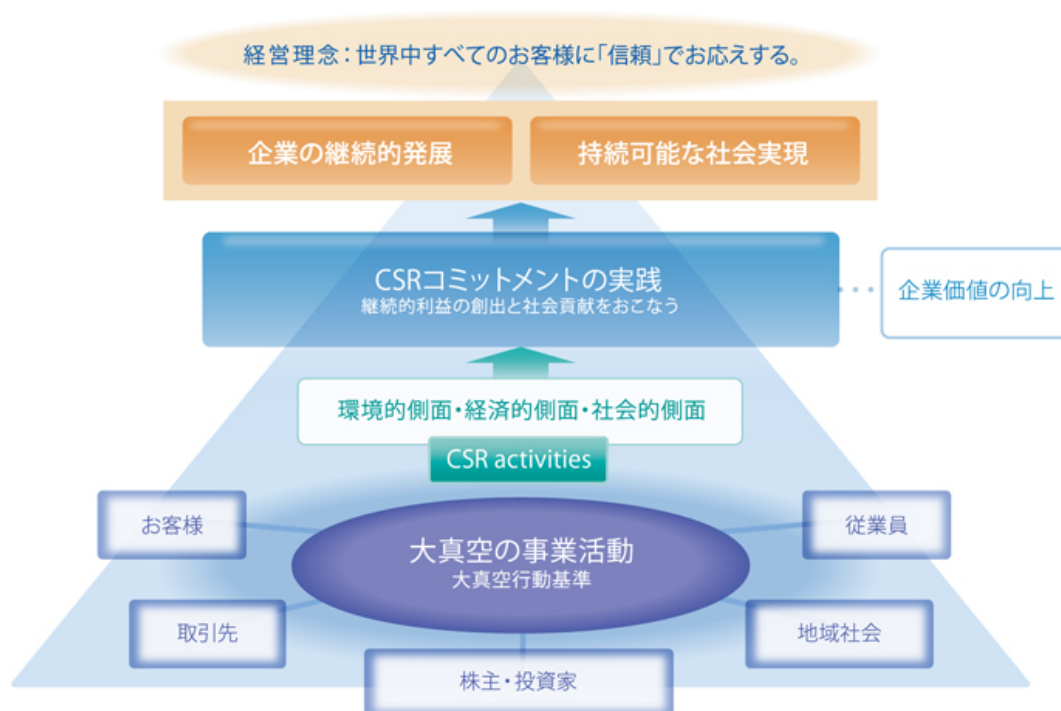 経営理念：世界中すべてのお客様に「信頼」でお応えする。
企業の継続的発展
持続可能な社会実現
CSRコミットメントの実践
継続的利益の創出と社会貢献をおこなう
企業価値の向上
環境的側面・経済的側面・社会的側面
CSR activities
お客様
従業員
大真空の事業活動
大真空行動基準
取引先
地域社会
株主・投資家